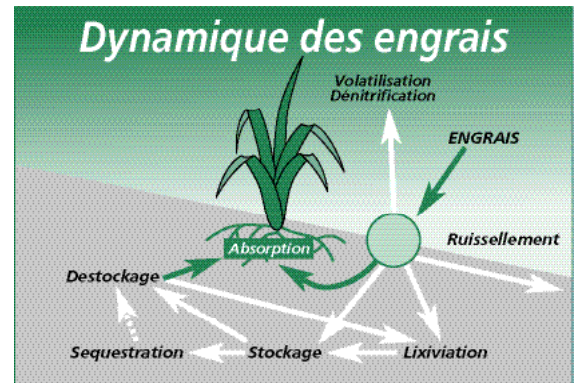 Dynamique des engrais
Volatilisation
Dénitrification
ENGRAIS
Ruissellement
Absorption
Destockage
Sequestration
Stockage
Lixiviation